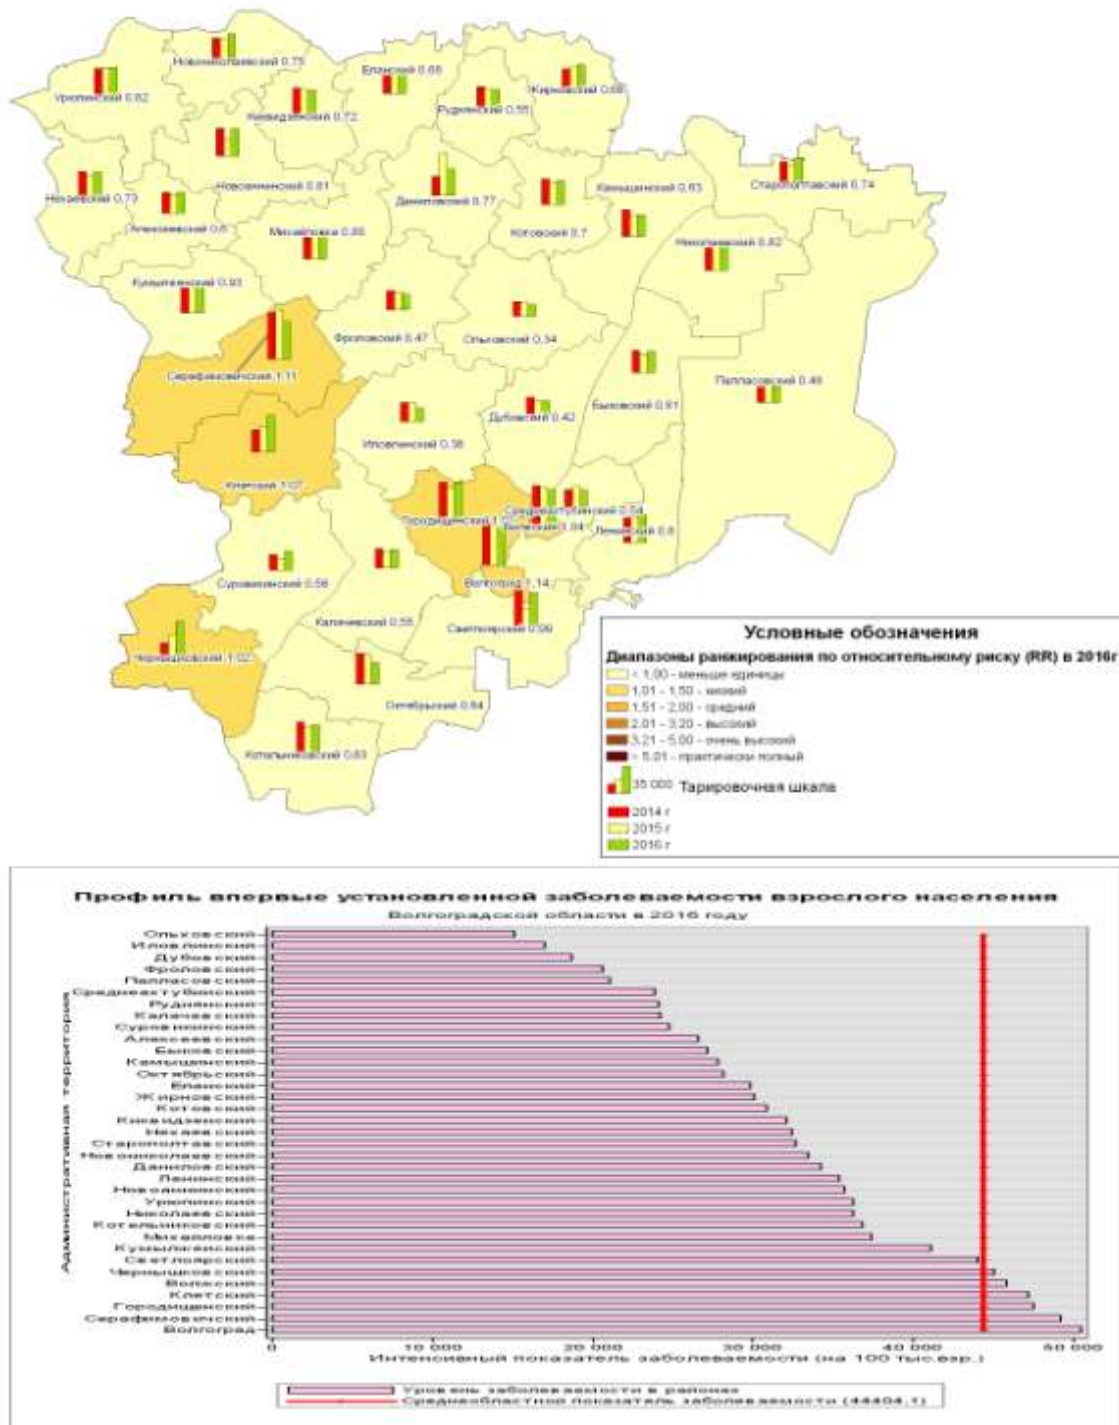 Новониколаевский 0,75
Урюпинский 0,82
Еланский 0,68
Жирновский 0,68
Руднянский 0,55
Киквидзенский 0,72
Новоаннинский 0,81
Нехаевский 0,73
Алексеевский 0,6
Даниловский 0,77
Камышинский 0,63
Старополтавский 0,74
Котовский 0,7
Николаевский 0,82
Михайловка
Кумылженский 0,93
Фроловский 0,47
Ольховский 0,34
Серафимовичский 1,11
Палласовский 0,48
Быковский 0,61
Дубовский 0,42
Иловлинский 0,38
Клетский 1,07
Среднеахтубинский 0,54
Городищенский
Волжский
Ленинский 0,8
Волгоград 1,14
Суровикинский 0,56
Калачевский 0,55
Светлоярский 0,99
Чернышковский 1,02
Октябрьский 0,64
Котельниковский 0,83
Условные обозначения
Диапазоны ранжирования по относительному риску (RR) в 2016г
< 1,00 - меньше единицы
1,01 - 1,50 - низкий
1,51 - 2,00 - средний
2,01 - 3,20 - высокий
3,21 - 5,00 - очень высокий
> 5,01 - практически полный
35 000 Тарировочная шкала
2014 г
2015 г
2016 г
Профиль впервые установленной заболеваемости взрослого населения
Волгоградской области в 2016 году
Административная территория
Ольховский
Иловлинский
Дубовский
Фроловский
Палласовский
Среднеахтубинский
Руднянский
Калачевский
Суровикинский
Алексеевский
Быковский
Камышинский
Октябрьский
Еланский
Жирновский
Котовский
Киквидзенский
Нехаевский
Старополтавский
Новониколаевский
Даниловский
Ленинский
Новоаннинский
Урюпинский
Николаевский
Котельниковский
Михайловка
Кумылженский
Светлоярский
Чернышковский
Волжский
Клетский
Городищенский
Серафимовичский
Волгоград
0 10 000 20 000 30 000 40 000 50 000
Интенсивный показатель заболеваемости (на 100 тыс.взр.)
Уровень заболеваемости в районах
Среднеобластной показатель заболеваемости (44404,1)